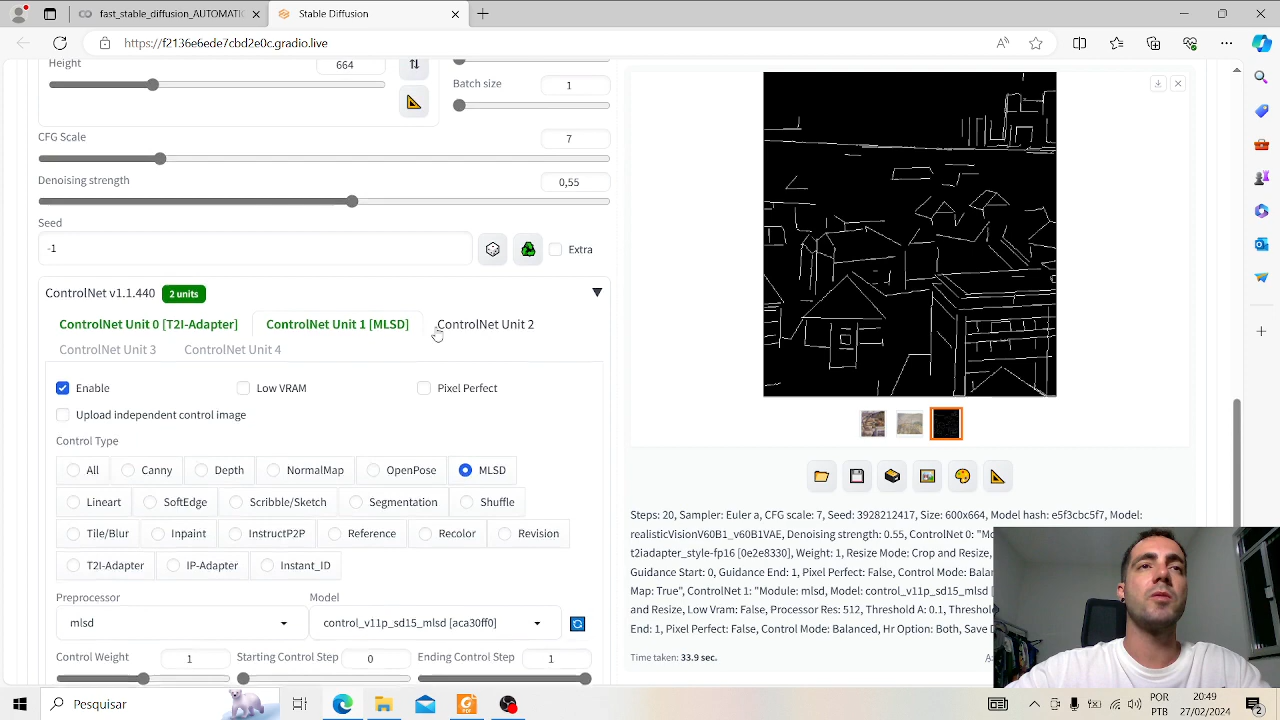 fast_stable_diffusion_AUTOMATIC
Stable Diffusion
https://f2136e6ede7cbd2e0c.gradio.live
Height
664
Batch size
1
CFG Scale
7
Denoising strength
0,55
Seed
-1
Extra
ControlNet v1.1.440
2 units
ControlNet Unit 0 [T2I-Adapter]
ControlNet Unit 1 [MLSD]
ControlNet Unit 2
ControlNet Unit 3
ControlNet Unit 4
Enable
Low VRAM
Pixel Perfect
Upload independent control image
Control Type
All
Canny
Depth
NormalMap
OpenPose
MLSD
Lineart
SoftEdge
Scribble/Sketch
Segmentation
Shuffle
Tile/Blur
Inpaint
InstructP2P
Reference
Recolor
Revision
T2I-Adapter
IP-Adapter
Instant_ID
Preprocessor
Model
mlsd
control_v11p_sd15_mlsd [aca30ff0]
Control Weight
1
Starting Control Step
0
Ending Control Step
1
Steps: 20, Sampler: Euler a, CFG scale: 7, Seed: 3928212417, Size: 600x664, Model hash: e5f3cbc5f7, Model:
realisticVisionV60B1_v60B1VAE, Denoising strength: 0.55, ControlNet 0: "Mo
t2iadapter_style-fp16 [0e2e8330], Weight: 1, Resize Mode: Crop and Resize,
Guidance Start: 0, Guidance End: 1, Pixel Perfect: False, Control Mode: Balan
Map: True", ControlNet 1: "Module: mlsd, Model: control_v11p_sd15_mlsd [
and Resize, Low Vram: False, Processor Res: 512, Threshold A: 0.1, Threshol
End: 1, Pixel Perfect: False, Control Mode: Balanced, Hr Option: Both, Save D
Time taken: 33.9 sec.
Pesquisar
POR
PTB
20:49
27/02/2024
2